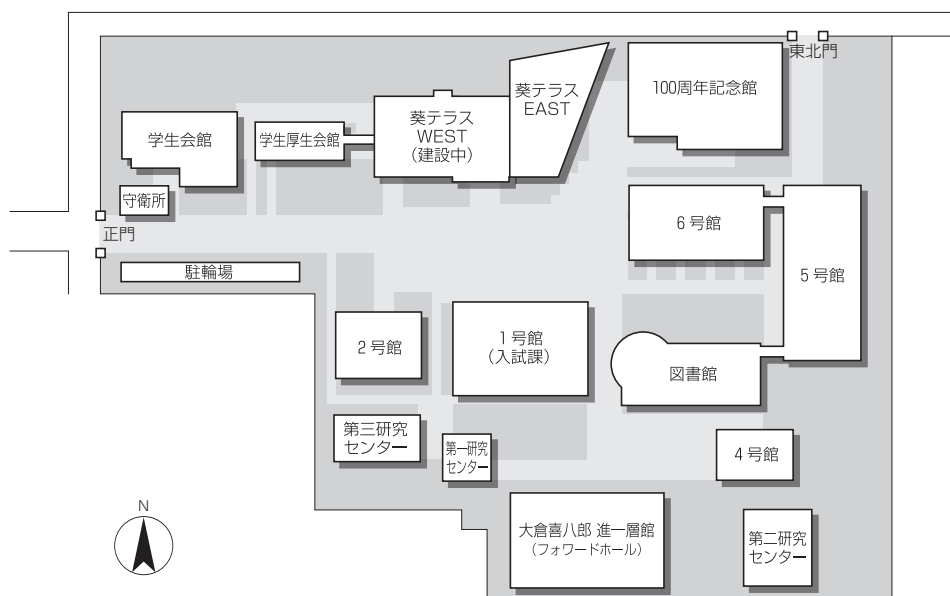 東北門
葵テラス
EAST
100周年記念館
葵テラス
WEST
(建設中)
学生会館
学生厚生会館
守衛所
6号館
正門
駐輪場
5号館
2号館
1号館
(入試課)
図書館
第三研究
センター
第一研究
センター
4号館
大倉喜八郎 進一層館
(フォワードホール)
第二研究
センター
N